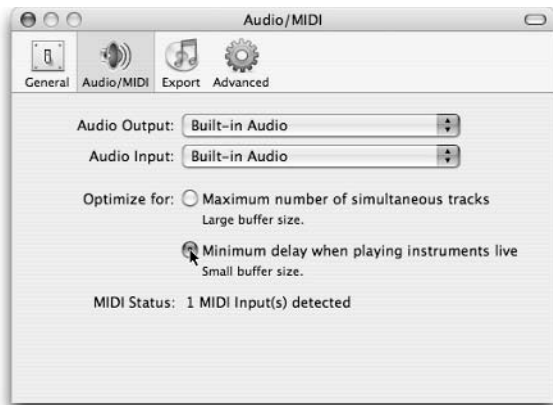 Audio/MIDI
General Audio/MIDI Export Advanced
Audio Output: Built-in Audio
Audio Input: Built-in Audio
Optimize for: Maximum number of simultaneous tracks
Large buffer size.
Minimum delay when playing instruments live
Small buffer size.
MIDI Status: 1 MIDI Input(s) detected